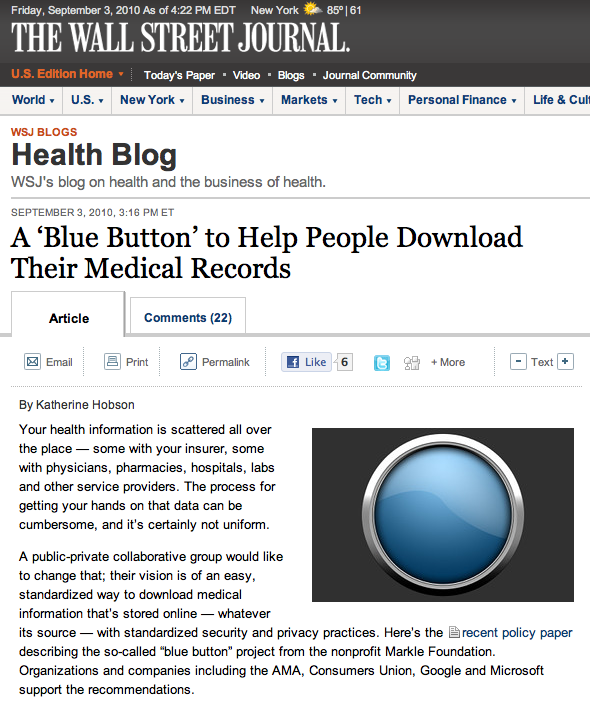 Friday, September 3, 2010 As of 4:22 PM EDT New York 85º | 61
THE WALL STREET JOURNAL.
U.S. Edition Home Today's Paper Video Blogs Journal Community
World U.S. New York Business Markets Tech Personal Finance Life & Cult
WSJ BLOGS
Health Blog
WSJ's blog on health and the business of health.
SEPTEMBER 3, 2010, 3:16 PM ET
A ‘Blue Button’ to Help People Download
Their Medical Records
Article Comments (22)
Email Print Permalink f Like 6 + More - Text +
By Katherine Hobson
Your health information is scattered all over
the place — some with your insurer, some
with physicians, pharmacies, hospitals, labs
and other service providers. The process for
getting your hands on that data can be
cumbersome, and it's certainly not uniform.
A public-private collaborative group would like
to change that; their vision is of an easy,
standardized way to download medical
information that's stored online — whatever
its source — with standardized security and privacy practices. Here's the recent policy paper
describing the so-called “blue button” project from the nonprofit Markle Foundation.
Organizations and companies including the AMA, Consumers Union, Google and Microsoft
support the recommendations.